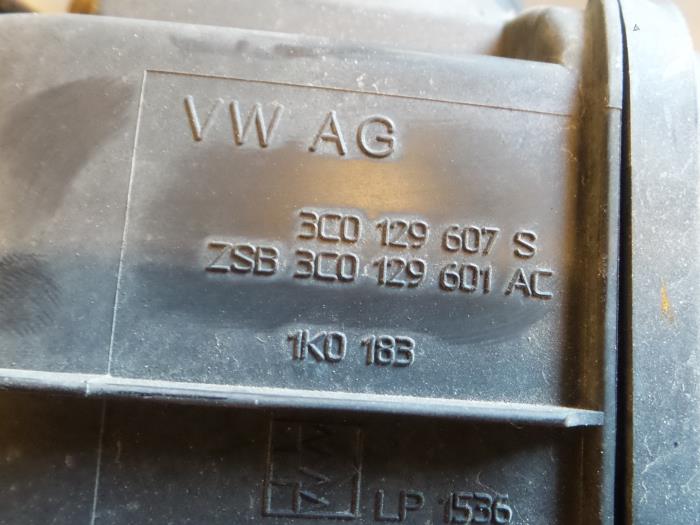 VW AG
3C0 129 607 S
ZSB 3C0 129 601 AC
1K0 183
LP 1536